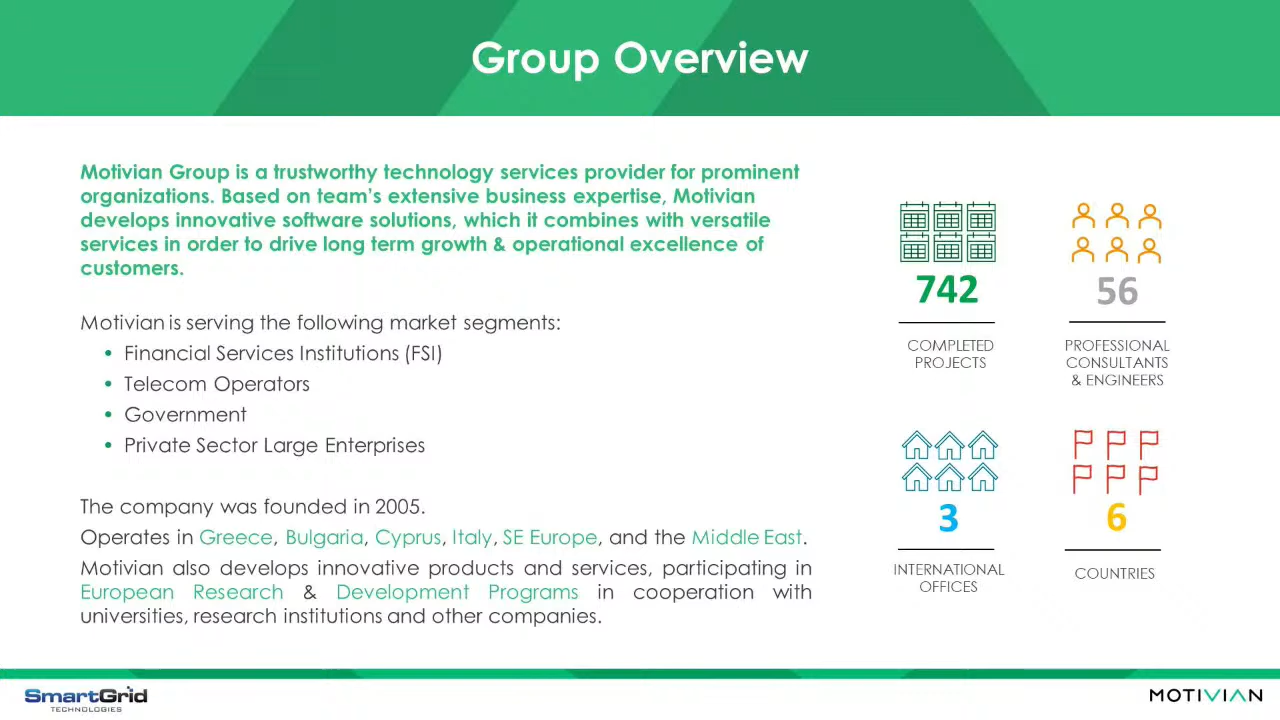 Group Overview
Motivian Group is a trustworthy technology services provider for prominent
organizations. Based on team's extensive business expertise, Motivian
develops innovative software solutions, which it combines with versatile
services in order to drive long term growth & operational excellence of
customers.
Motivian is serving the following market segments:
• Financial Services Institutions (FSI)
• Telecom Operators
• Government
• Private Sector Large Enterprises
The company was founded in 2005.
Operates in Greece, Bulgaria, Cyprus, Italy, SE Europe, and the Middle East.
Motivian also develops innovative products and services, participating in
European Research & Development Programs in cooperation with
universities, research institutions and other companies.
742
COMPLETED
PROJECTS
56
PROFESSIONAL
CONSULTANTS
& ENGINEERS
3
INTERNATIONAL
OFFICES
6
COUNTRIES
SmartGrid
TECHNOLOGIES
MOTIVIAN